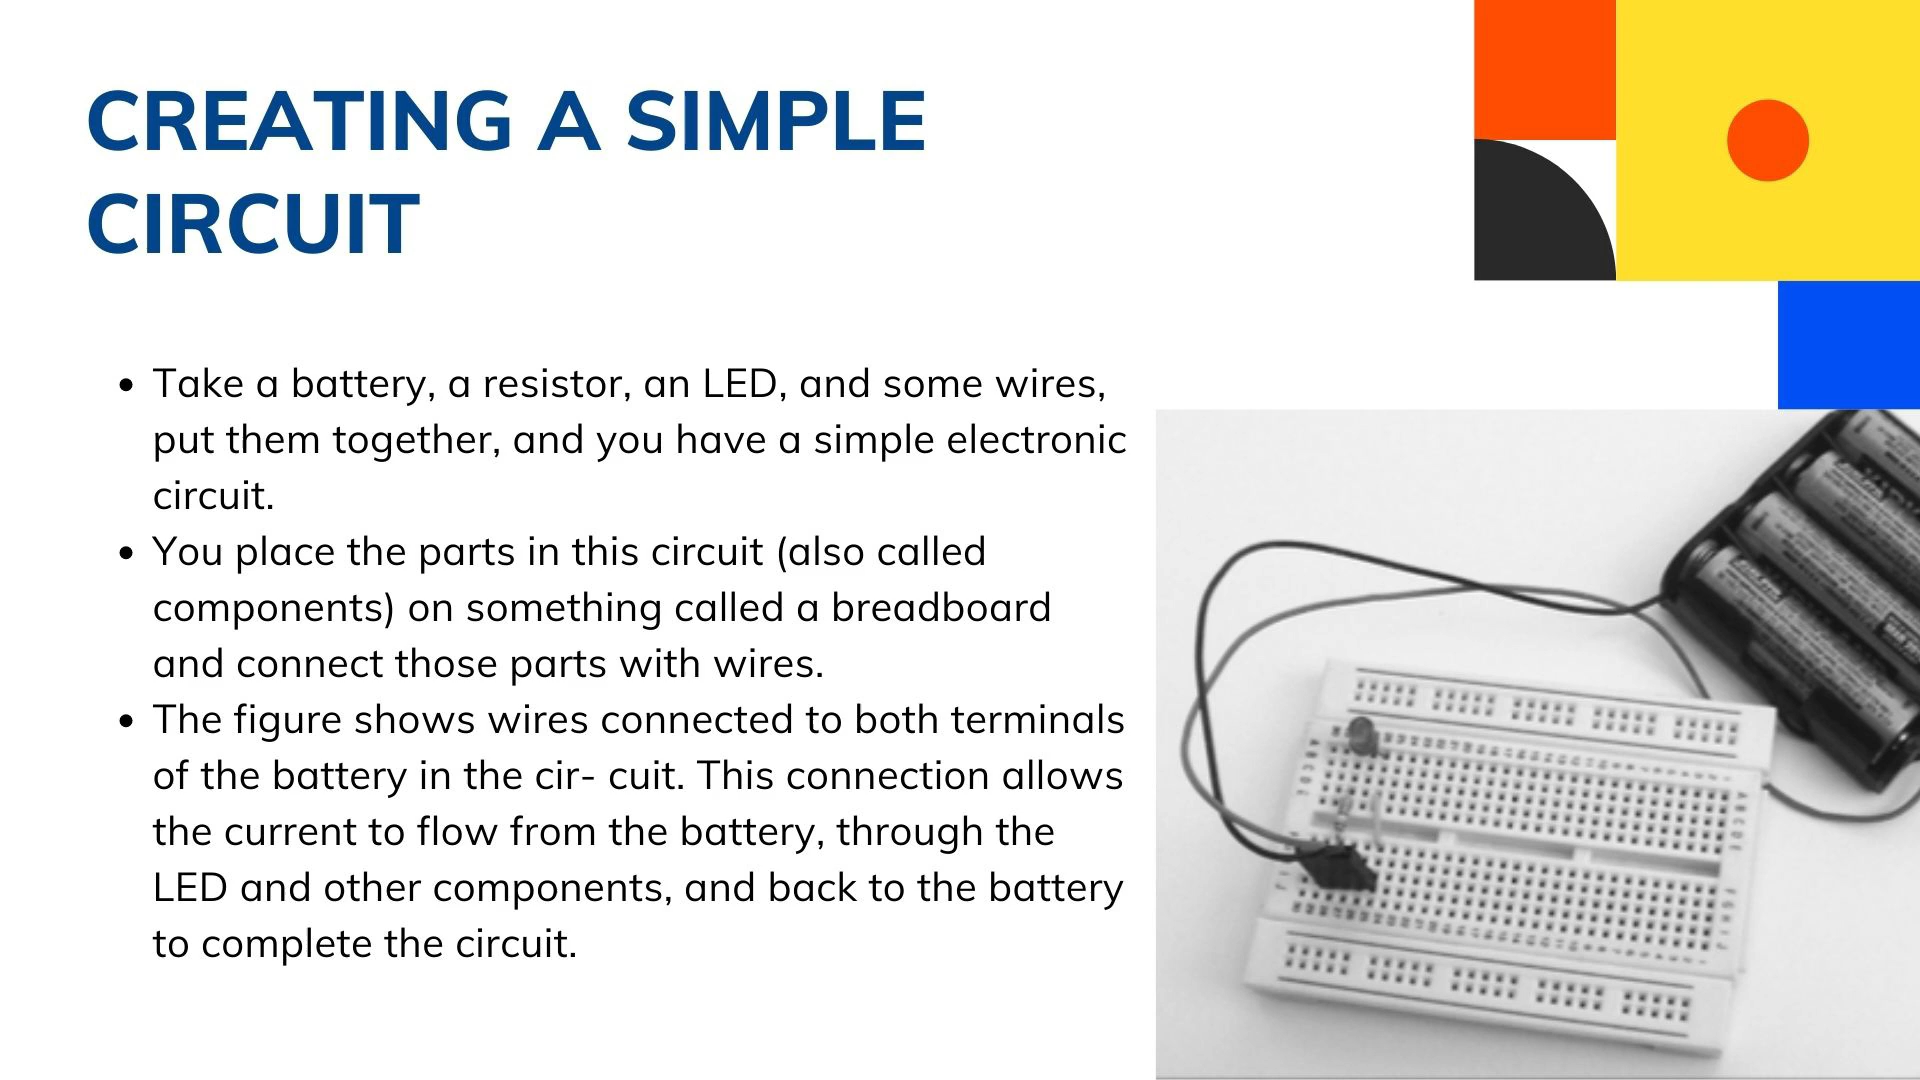 CREATING A SIMPLE
CIRCUIT
• Take a battery, a resistor, an LED, and some wires,
put them together, and you have a simple electronic
circuit.
• You place the parts in this circuit (also called
components) on something called a breadboard
and connect those parts with wires.
• The figure shows wires connected to both terminals
of the battery in the cir- cuit. This connection allows
the current to flow from the battery, through the
LED and other components, and back to the battery
to complete the circuit.